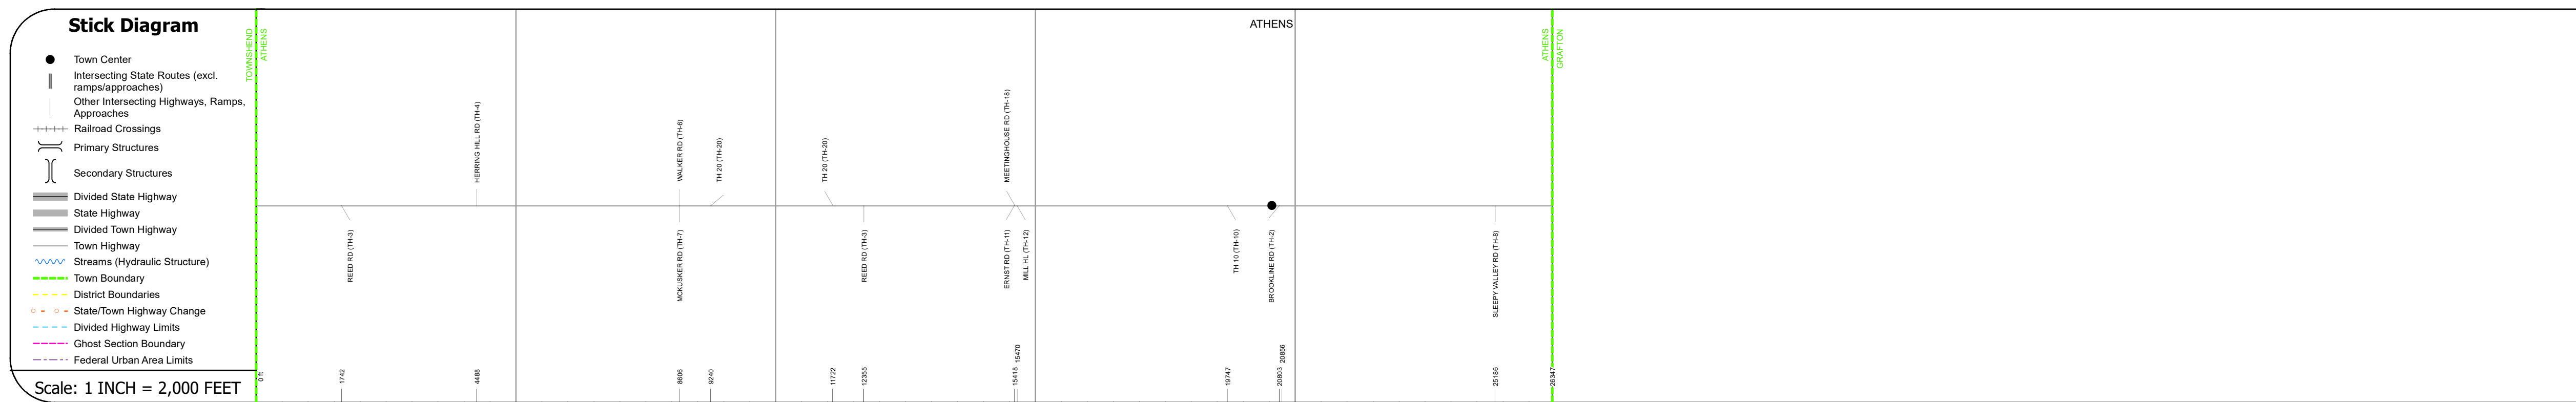 Stick Diagram
Town Center
Intersecting State Routes (excl.
ramps/approaches)
Other Intersecting Highways, Ramps,
Approaches
Railroad Crossings
Primary Structures
Secondary Structures
Divided State Highway
State Highway
Divided Town Highway
Town Highway
Streams (Hydraulic Structure)
Town Boundary
District Boundaries
State/Town Highway Change
Divided Highway Limits
Ghost Section Boundary
Federal Urban Area Limits
Scale: 1 INCH = 2,000 FEET
TOWNSHEND
ATHENS
ATHENS
ATHENS
GRAFTON
HERRING HILL RD (TH-4)
WALKER RD (TH-6)
TH 20 (TH-20)
TH 20 (TH-20)
MEETINGHOUSE RD (TH-18)
REED RD (TH-3)
MCKUSKER RD (TH-7)
REED RD (TH-3)
ERNST RD (TH-11)
MILL HL (TH-12)
TH 10 (TH-10)
BROOKLINE RD (TH-2)
SLEEPY VALLEY RD (TH-8)
0 ft
1742
4488
8606
9240
11722
12355
15418
15470
19747
20803
20856
25186
26347